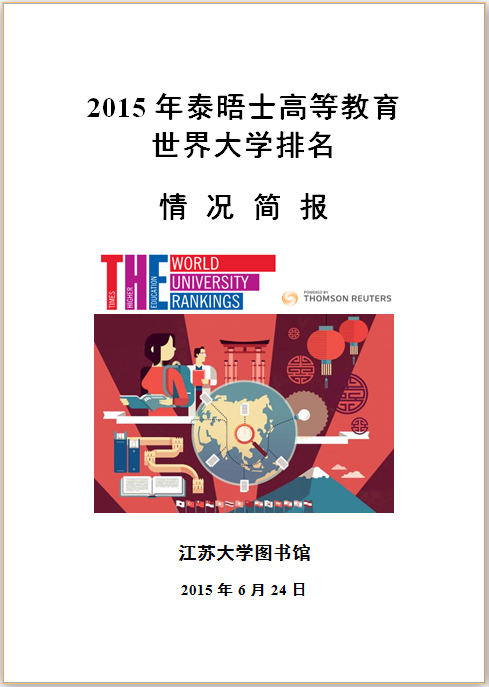 2015 年泰晤士高等教育
世界大学排名
情 况 简 报
THE
TIMES
HIGHER
EDUCATION
WORLD
UNIVERSITY
RANKINGS
POWERED BY
THOMSON REUTERS
江苏大学图书馆
2015 年 6 月 24 日